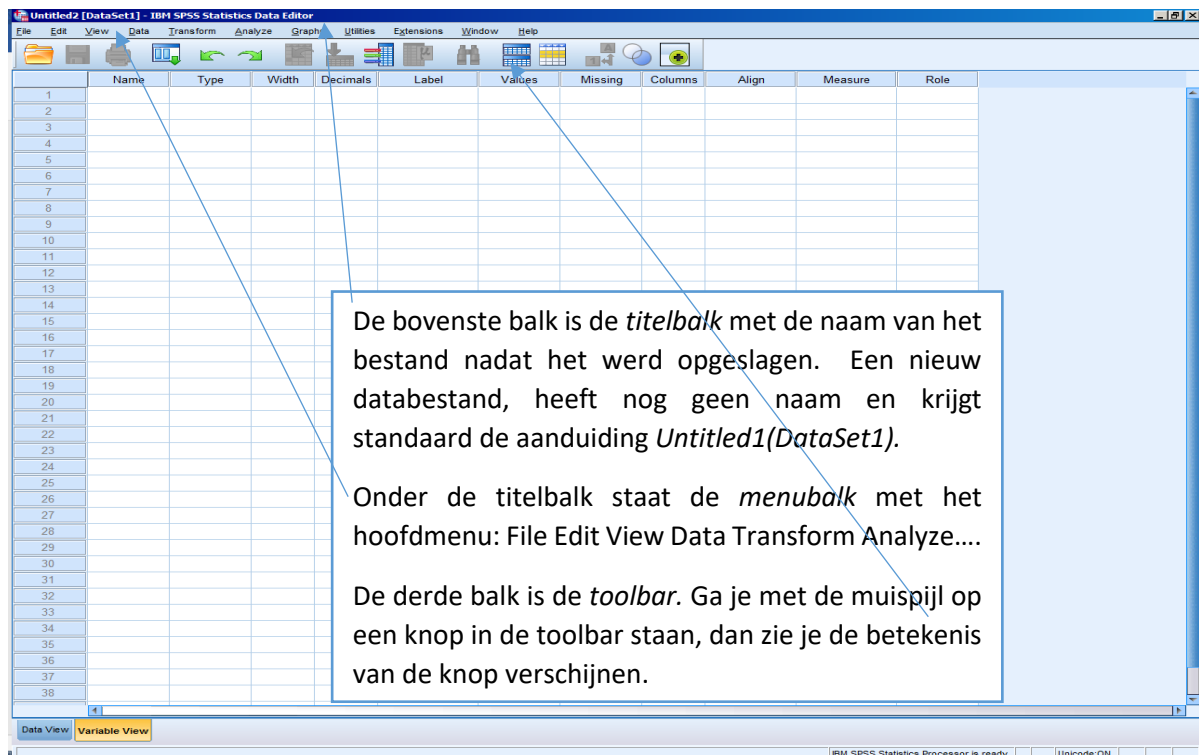 Untitled2 [DataSet1] - IBM SPSS Statistics Data Editor
File Edit View Data Transform Analyze Graphs Utilities Extensions Window Help
Name Type Width Decimals Label Values Missing Columns Align Measure Role
1
2
3
4
5
6
7
8
9
10
11
12
13
14
15
16
17
18
19
20
21
22
23
24
25
26
27
28
29
30
31
32
33
34
35
36
37
38
De bovenste balk is de titelbalk met de naam van het
bestand nadat het werd opgeslagen. Een nieuw
databestand, heeft nog geen naam en krijgt
standaard de aanduiding Untitled1(DataSet1).
Onder de titelbalk staat de menubalk met het
hoofdmenu: File Edit View Data Transform Analyze....
De derde balk is de toolbar. Ga je met de muispijl op
een knop in de toolbar staan, dan zie je de betekenis
van de knop verschijnen.
Data View Variable View
IBM SPSS Statistics Processor is ready Unicode:ON